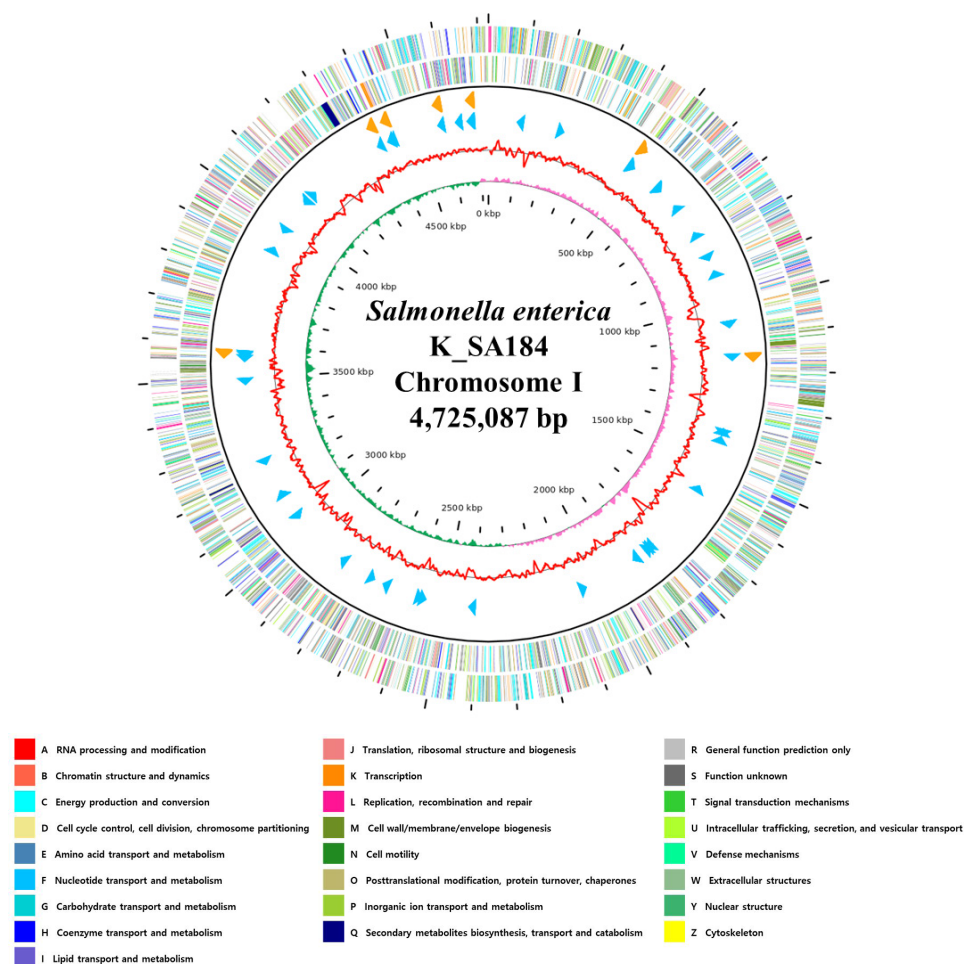 0 kbp
4500 kbp
500 kbp
4000 kbp
Salmonella enterica
K_SA184
1000 kbp
Chromosome I
3500 kbp
4,725,087 bp
1500 kbp
3000 kbp
2000 kbp
2500 kbp
A RNA processing and modification
B Chromatin structure and dynamics
C Energy production and conversion
D Cell cycle control, cell division, chromosome partitioning
E Amino acid transport and metabolism
F Nucleotide transport and metabolism
G Carbohydrate transport and metabolism
H Coenzyme transport and metabolism
I Lipid transport and metabolism
J Translation, ribosomal structure and biogenesis
K Transcription
L Replication, recombination and repair
M Cell wall/membrane/envelope biogenesis
N Cell motility
O Posttranslational modification, protein turnover, chaperones
P Inorganic ion transport and metabolism
Q Secondary metabolites biosynthesis, transport and catabolism
R General function prediction only
S Function unknown
T Signal transduction mechanisms
U Intracellular trafficking, secretion, and vesicular transport
V Defense mechanisms
W Extracellular structures
Y Nuclear structure
Z Cytoskeleton